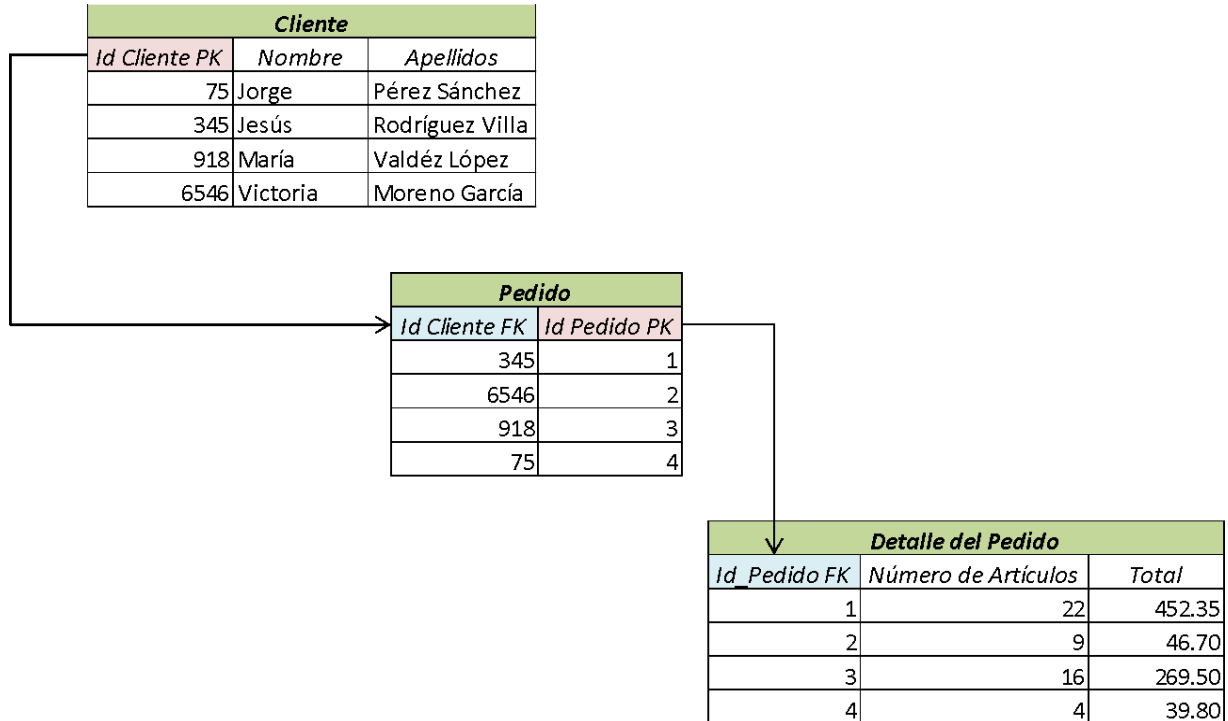 Cliente
Id Cliente PK Nombre Apellidos
75 Jorge Pérez Sánchez
345 Jesús Rodríguez Villa
918 María Valdéz López
6546 Victoria Moreno García
Pedido
Id Cliente FK Id Pedido PK
345 1
6546 2
918 3
75 4
Detalle del Pedido
Id_Pedido FK Número de Artículos Total
1 22 452.35
2 9 46.70
3 16 269.50
4 4 39.80